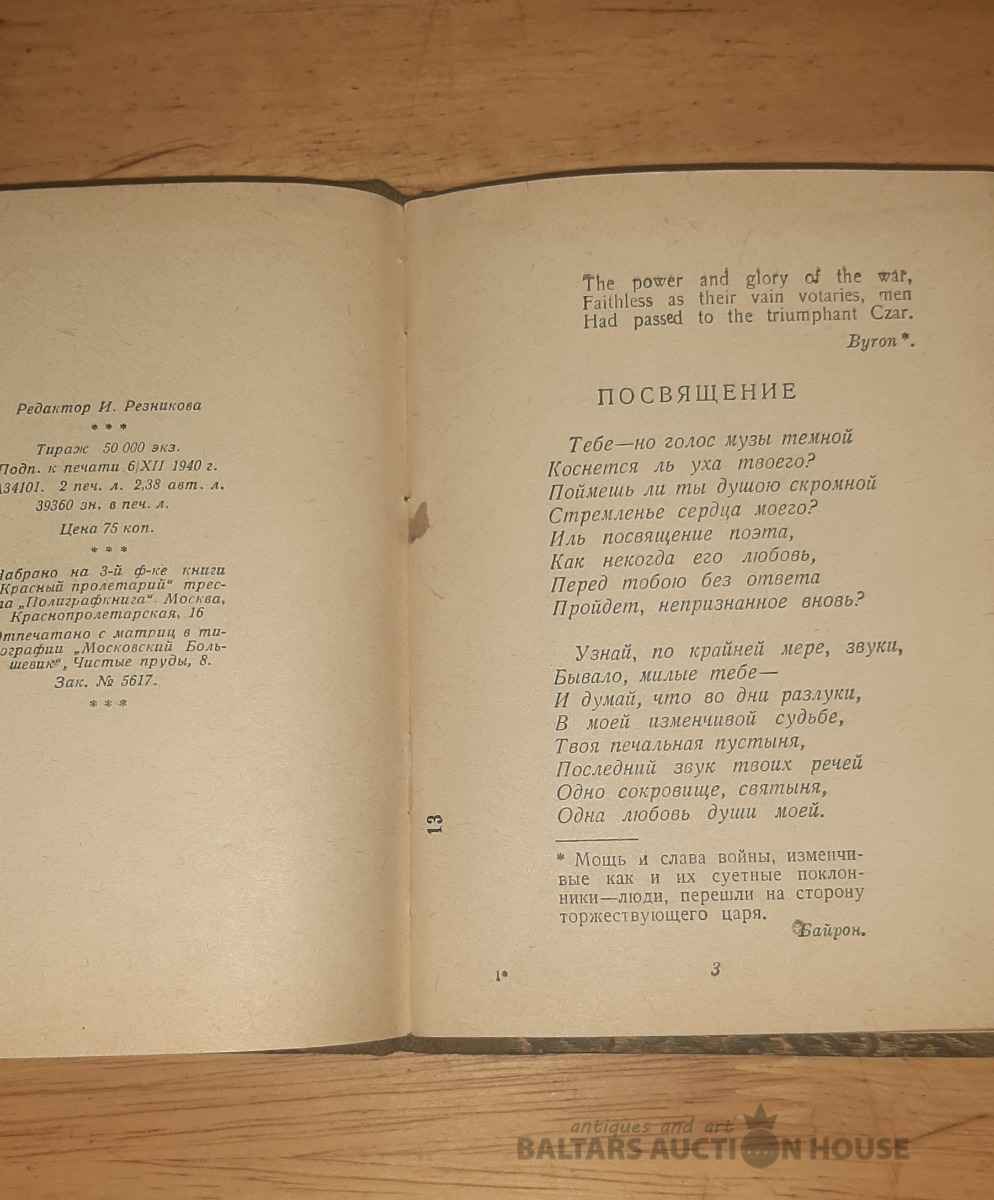 Редактор И. Резникова
* * *
Тираж 50 000 экз.
Подп. к печати 6/XII 1940 г.
А34101. 2 печ. л. 2,38 авт. л.
39360 зн. в печ. л.
Цена 75 коп.
* * *
Набрано на 3-й ф-ке книги
Красный пролетарий" трес-
та „Полиграфкнига". Москва,
Краснопролетарская, 16
Отпечатано с матриц в ти-
ографии „Московский Боль-
шевик", Чистые пруды, 8.
Зак. № 5617.
* * *
The power and glory of the war,
Faithless as their vain votaries, men
Had passed to the triumphant Czar.
Byron*.
ПОСВЯЩЕНИЕ
Тебе—но голос музы темной
Коснется ль уха твоего?
Поймешь ли ты душою скромной
Стремленье сердца моего?
Иль посвящение поэта,
Как некогда его любовь,
Перед тобою без ответа
Пройдет, непризнанное вновь?
Узнай, по крайней мере, звуки,
Бывало, милые тебе—
И думай, что во дни разлуки,
В моей изменчивой судьбе,
Твоя печальная пустыня,
Последний звук твоих речей
Одно сокровище, святыня,
Одна любовь души моей.
13
* Мощь и слава войны, изменчи-
вые как и их суетные поклон-
ники—люди, перешли на сторону
торжествующего царя.
Байрон.
1*
3
antiques and art
BALTARS AUCTION HOUSE